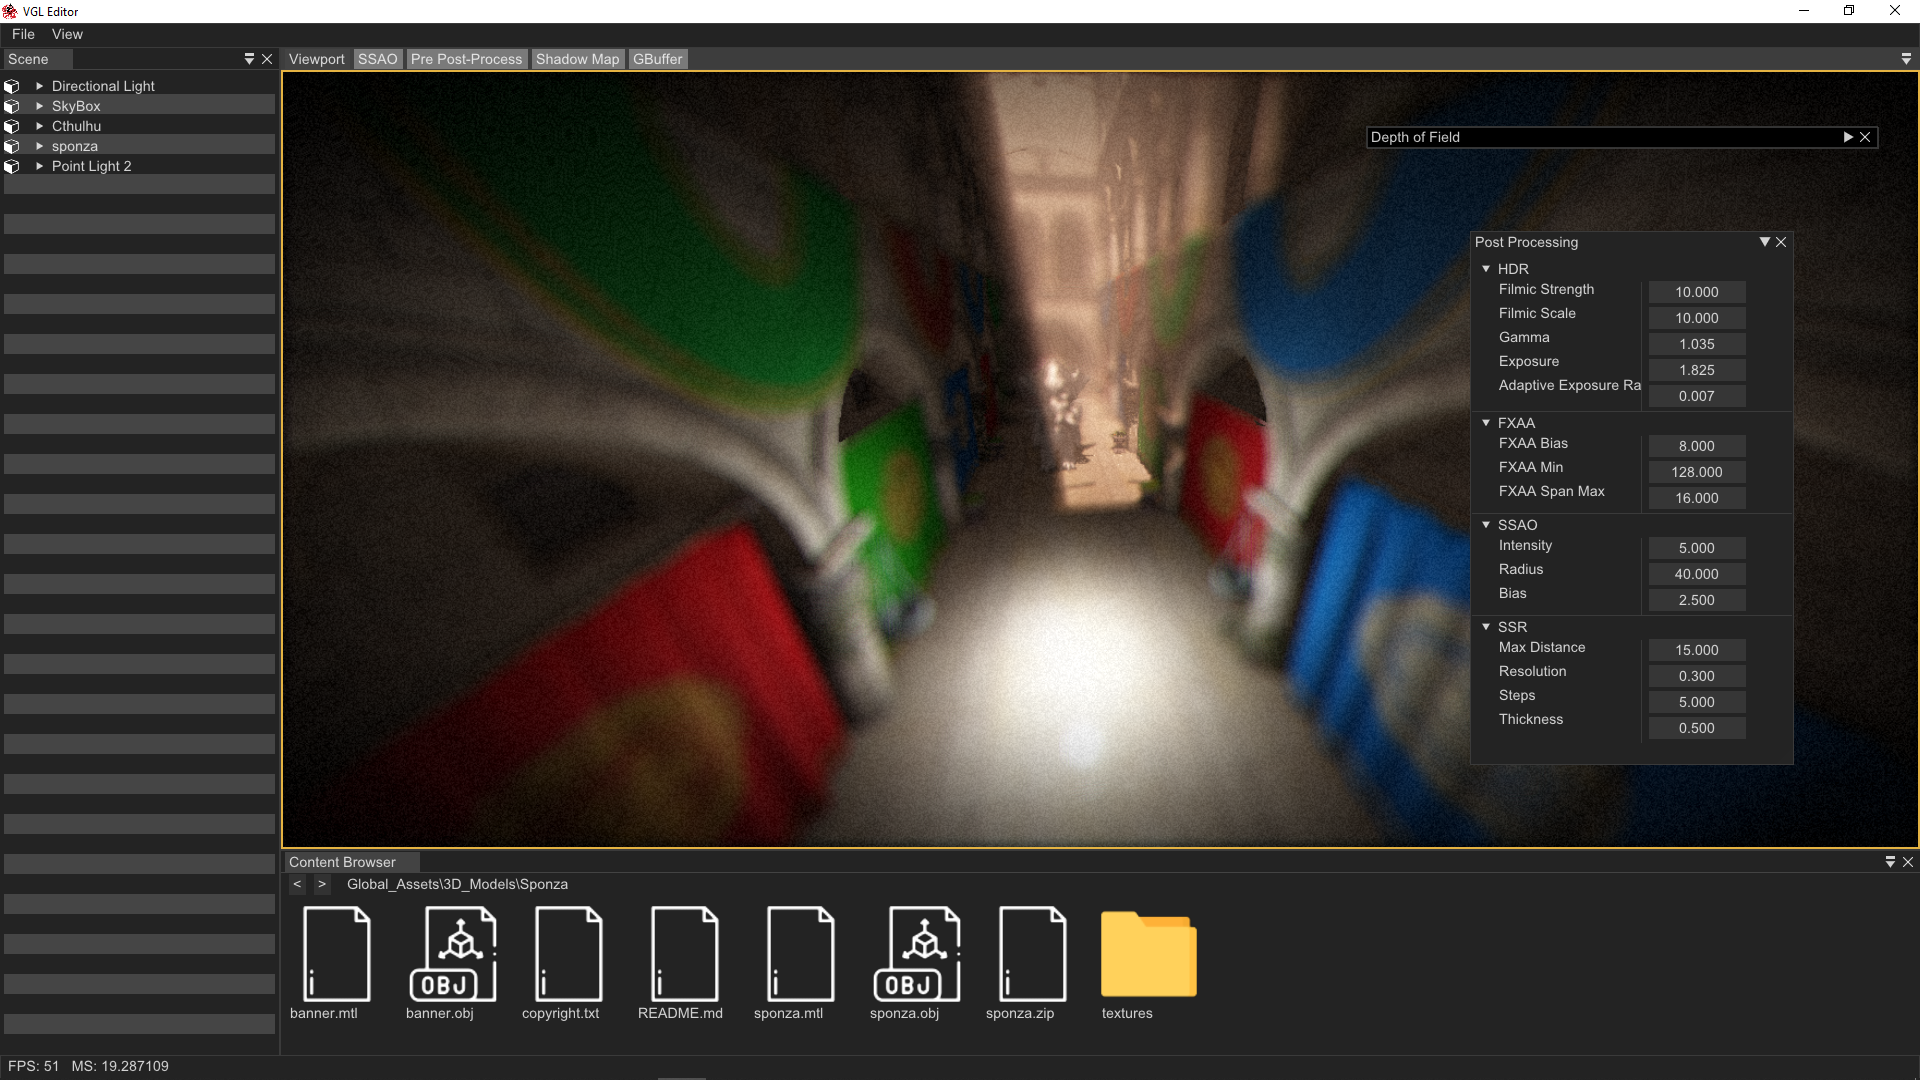 VGL Editor
File View
Scene
Directional Light
SkyBox
Cthulhu
sponza
Point Light 2
Viewport SSAO Pre Post-Process Shadow Map GBuffer
Depth of Field
Post Processing
HDR
Filmic Strength 10.000
Filmic Scale 10.000
Gamma 1.035
Exposure 1.825
Adaptive Exposure Ra 0.007
FXAA
FXAA Bias 8.000
FXAA Min 128.000
FXAA Span Max 16.000
SSAO
Intensity 5.000
Radius 40.000
Bias 2.500
SSR
Max Distance 15.000
Resolution 0.300
Steps 5.000
Thickness 0.500
Content Browser
< > Global_Assets\3D_Models\Sponza
OBJ OBJ
banner.mtl banner.obj copyright.txt README.md sponza.mtl sponza.obj sponza.zip textures
FPS: 51 MS: 19.287109